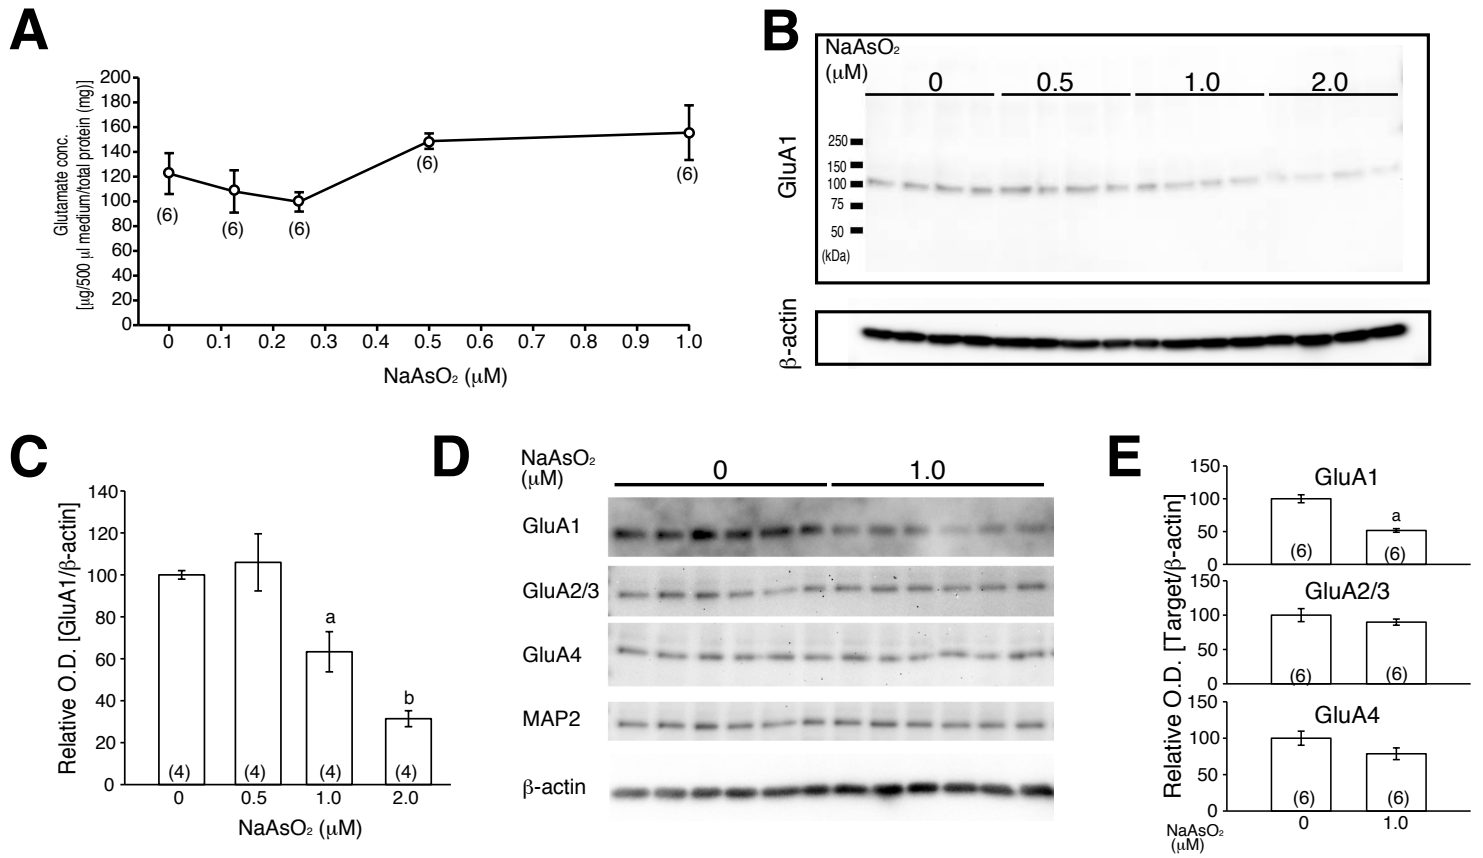 A
Glutamate conc.
[μg/500 μl medium/total protein (mg)]
200
180
160
140
120
100
80
60
40
20
0
(6)
(6)
(6)
(6)
(6)
0
0.1
0.2
0.3
0.4
0.5
0.6
0.7
0.8
0.9
1.0
NaAsO₂ (μM)
B
NaAsO₂
(μM)
0
0.5
1.0
2.0
GluA1
250
150
100
75
50
(kDa)
β-actin
C
Relative O.D. [GluA1/β-actin]
140
120
100
80
60
40
20
0
a
b
(4)
(4)
(4)
(4)
0
0.5
1.0
2.0
NaAsO₂ (μM)
D
NaAsO₂
(μM)
0
1.0
GluA1
GluA2/3
GluA4
MAP2
β-actin
E
Relative O.D. [Target/β-actin]
GluA1
150
100
50
0
a
(6)
(6)
GluA2/3
150
100
50
0
(6)
(6)
GluA4
150
100
50
0
(6)
(6)
NaAsO₂
(μM)
0
1.0